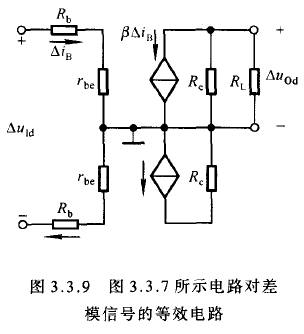 R_b
+
Δi_B
r_be
Δu_Id
r_be
R_b
−
βΔi_B
R_c
R_L
+
Δu_Od
−
R_c
图 3.3.9 图 3.3.7 所示电路对差
模信号的等效电路